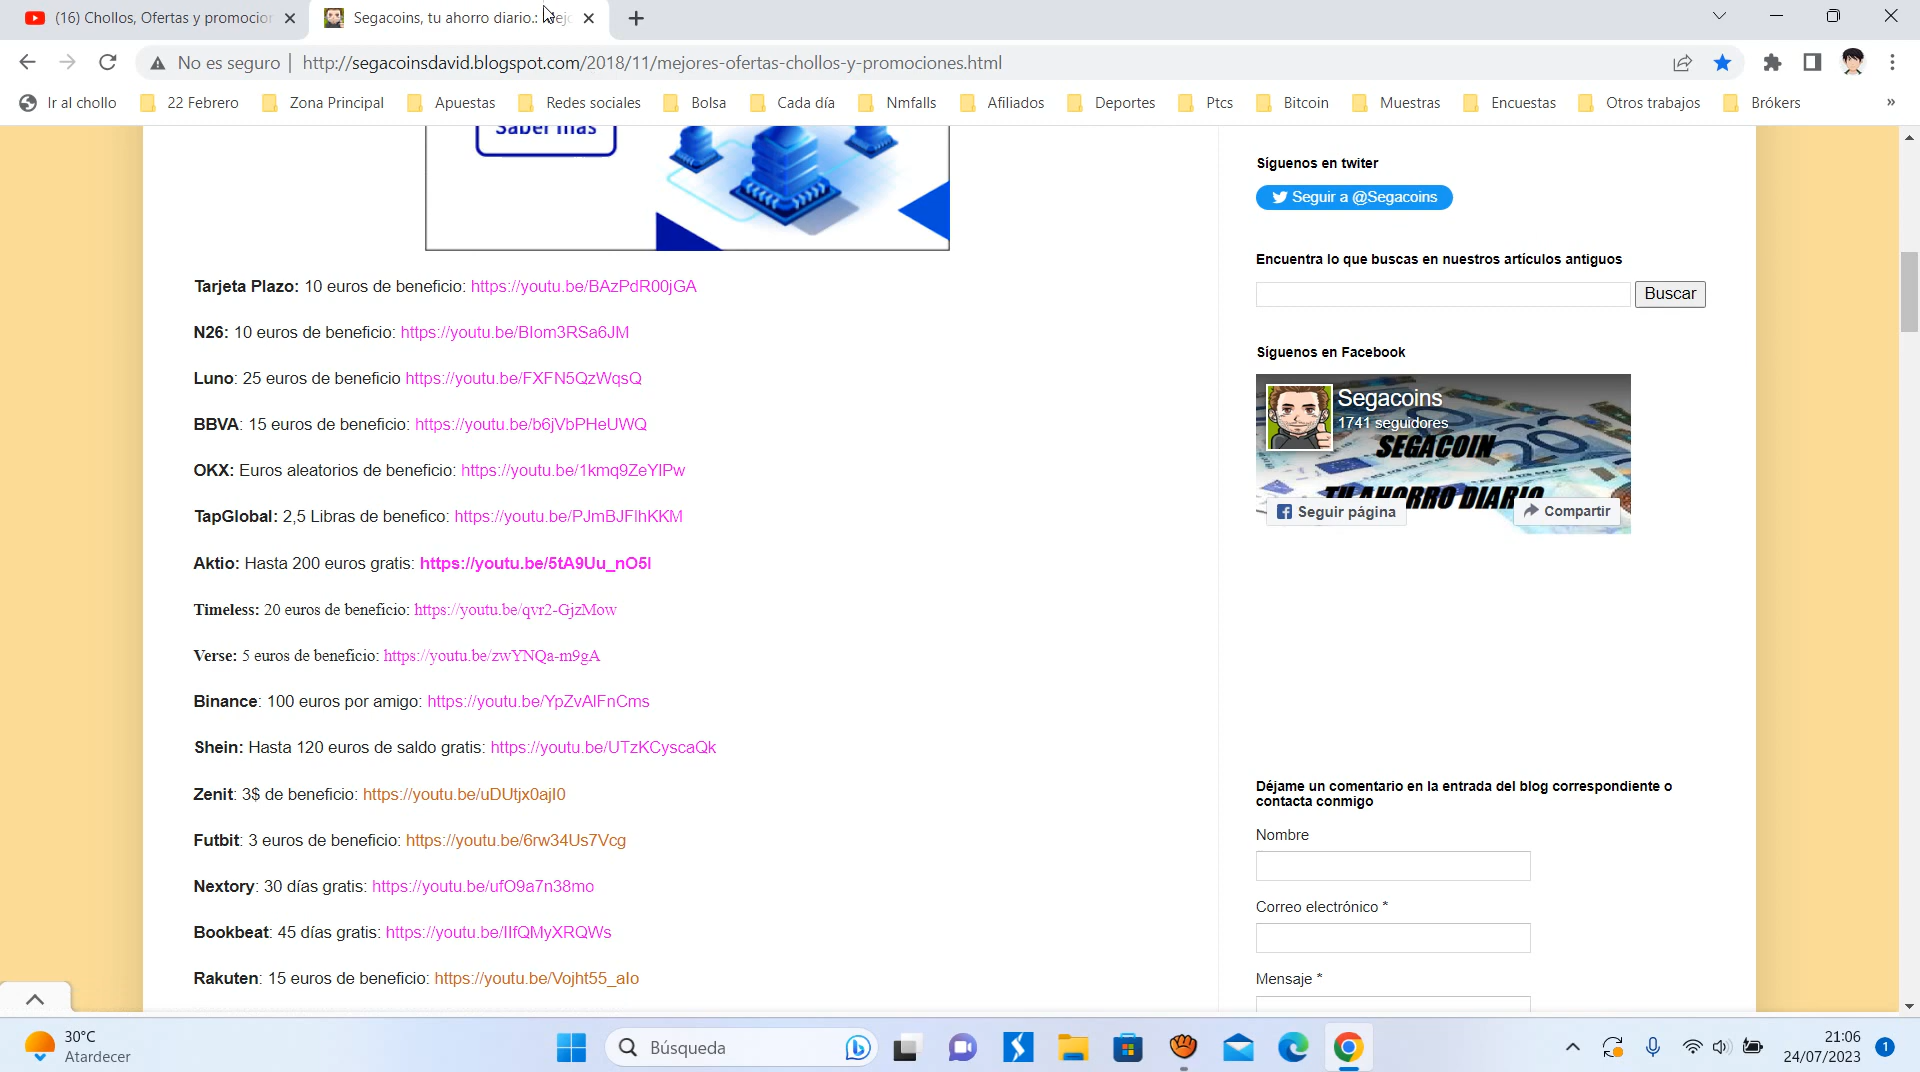 (16) Chollos, Ofertas y promocion
Segacoins, tu ahorro diario.:
No es seguro
http://segacoinsdavid.blogspot.com/2018/11/mejores-ofertas-chollos-y-promociones.html
Ir al chollo
22 Febrero
Zona Principal
Apuestas
Redes sociales
Bolsa
Cada día
Nmfalls
Afiliados
Deportes
Ptcs
Bitcoin
Muestras
Encuestas
Otros trabajos
Brókers
»
Saber más
Tarjeta Plazo: 10 euros de beneficio: https://youtu.be/BAzPdR00jGA
N26: 10 euros de beneficio: https://youtu.be/BIom3RSa6JM
Luno: 25 euros de beneficio https://youtu.be/FXFN5QzWqsQ
BBVA: 15 euros de beneficio: https://youtu.be/b6jVbPHeUWQ
OKX: Euros aleatorios de beneficio: https://youtu.be/1kmq9ZeYIPw
TapGlobal: 2,5 Libras de benefico: https://youtu.be/PJmBJFlhKKM
Aktio: Hasta 200 euros gratis: https://youtu.be/5tA9Uu_nO5I
Timeless: 20 euros de beneficio: https://youtu.be/qvr2-GjzMow
Verse: 5 euros de beneficio: https://youtu.be/zwYNQa-m9gA
Binance: 100 euros por amigo: https://youtu.be/YpZvAlFnCms
Shein: Hasta 120 euros de saldo gratis: https://youtu.be/UTzKCyscaQk
Zenit: 3$ de beneficio: https://youtu.be/uDUtjx0ajI0
Futbit: 3 euros de beneficio: https://youtu.be/6rw34Us7Vcg
Nextory: 30 días gratis: https://youtu.be/ufO9a7n38mo
Bookbeat: 45 días gratis: https://youtu.be/IIfQMyXRQWs
Rakuten: 15 euros de beneficio: https://youtu.be/Vojht55_aIo
Síguenos en twiter
Seguir a @Segacoins
Encuentra lo que buscas en nuestros artículos antiguos
Buscar
Síguenos en Facebook
Segacoins
1741 seguidores
SEGACOIN
TU AHORRO DIARIO
Seguir página
Compartir
Déjame un comentario en la entrada del blog correspondiente o
contacta conmigo
Nombre
Correo electrónico *
Mensaje *
30°C
Atardecer
Búsqueda
21:06
24/07/2023
1